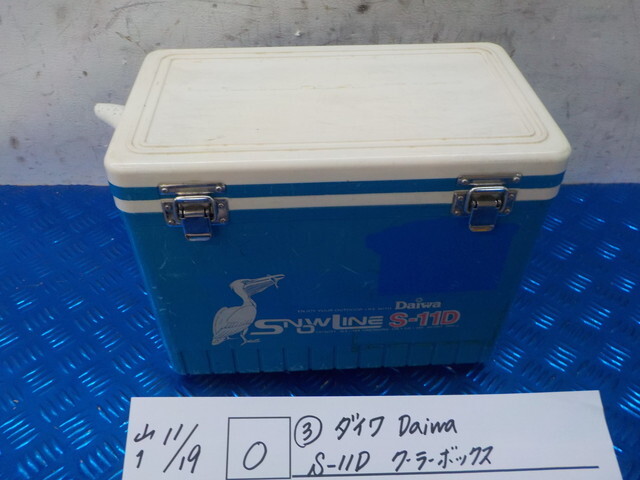 Daiwa
SNOWLINE S-11D
山 11/19
1
0
③ ダイワ Daiwa
S-11D クーラーボックス